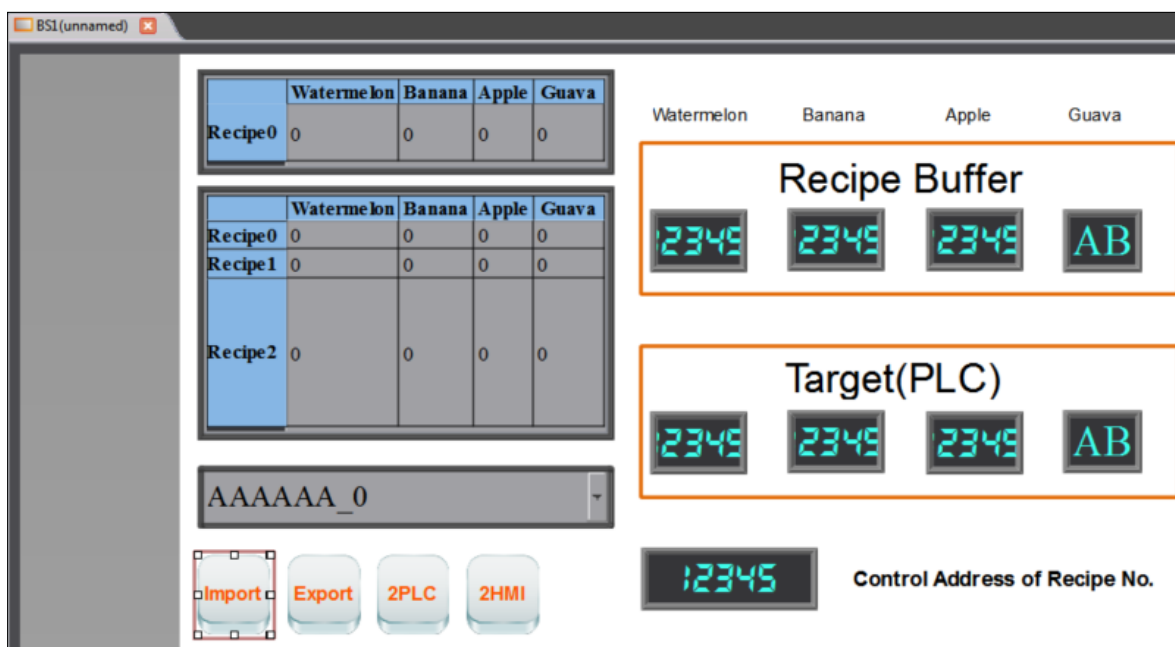 BS1(unnamed)
Watermelon Banana Apple Guava
Recipe0 0 0 0 0
Watermelon Banana Apple Guava
Recipe0 0 0 0 0
Recipe1 0 0 0 0
Recipe2 0 0 0 0
AAAAAA_0
Import Export 2PLC 2HMI
Watermelon Banana Apple Guava
Recipe Buffer
12345 12345 12345 AB
Target(PLC)
12345 12345 12345 AB
12345 Control Address of Recipe No.